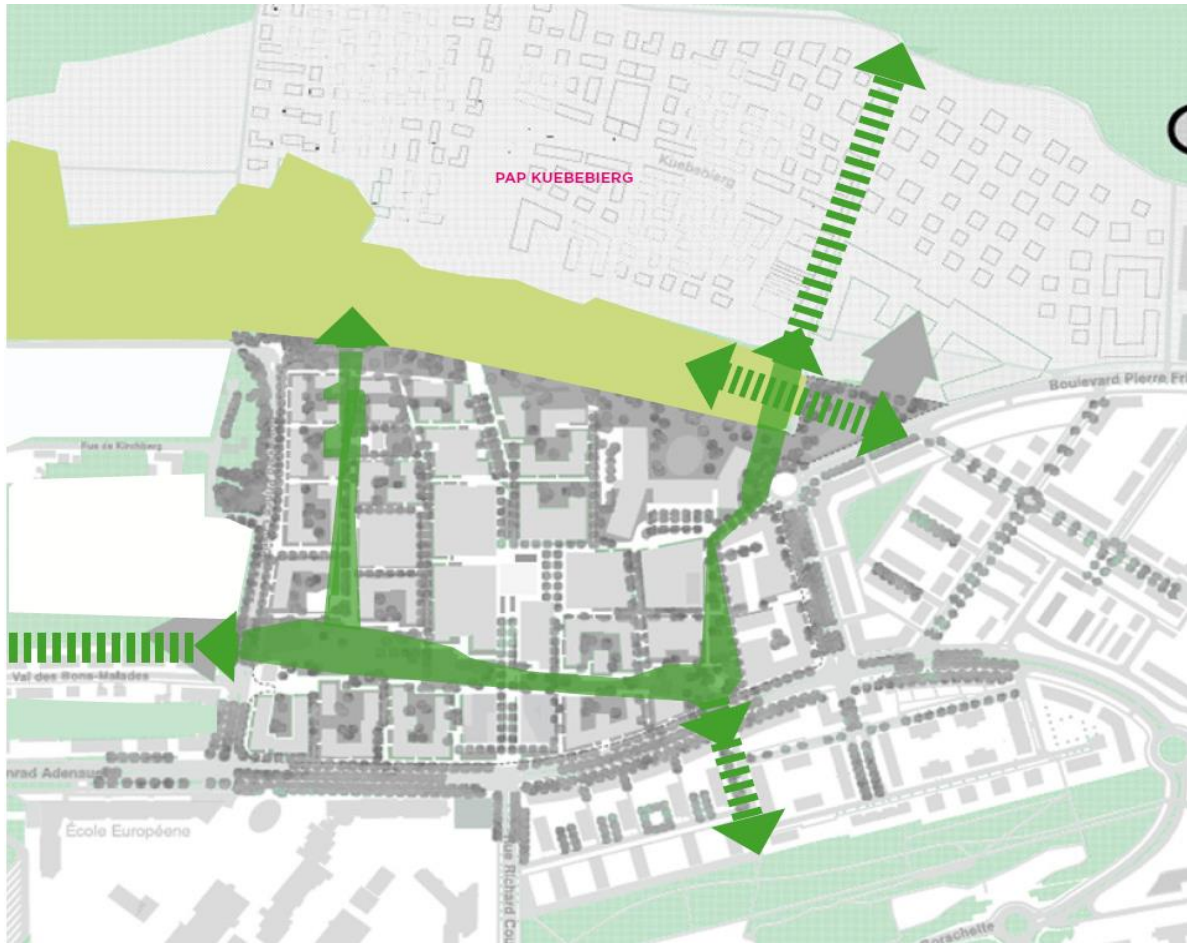 PAP KUEBEBIERG
Kuebebierg
Boulevard Pierre Fri
Rue de Kirchberg
Val des Bons-Malades
nrad Adenau
École Européene
Rue Richard Cou
Borschette